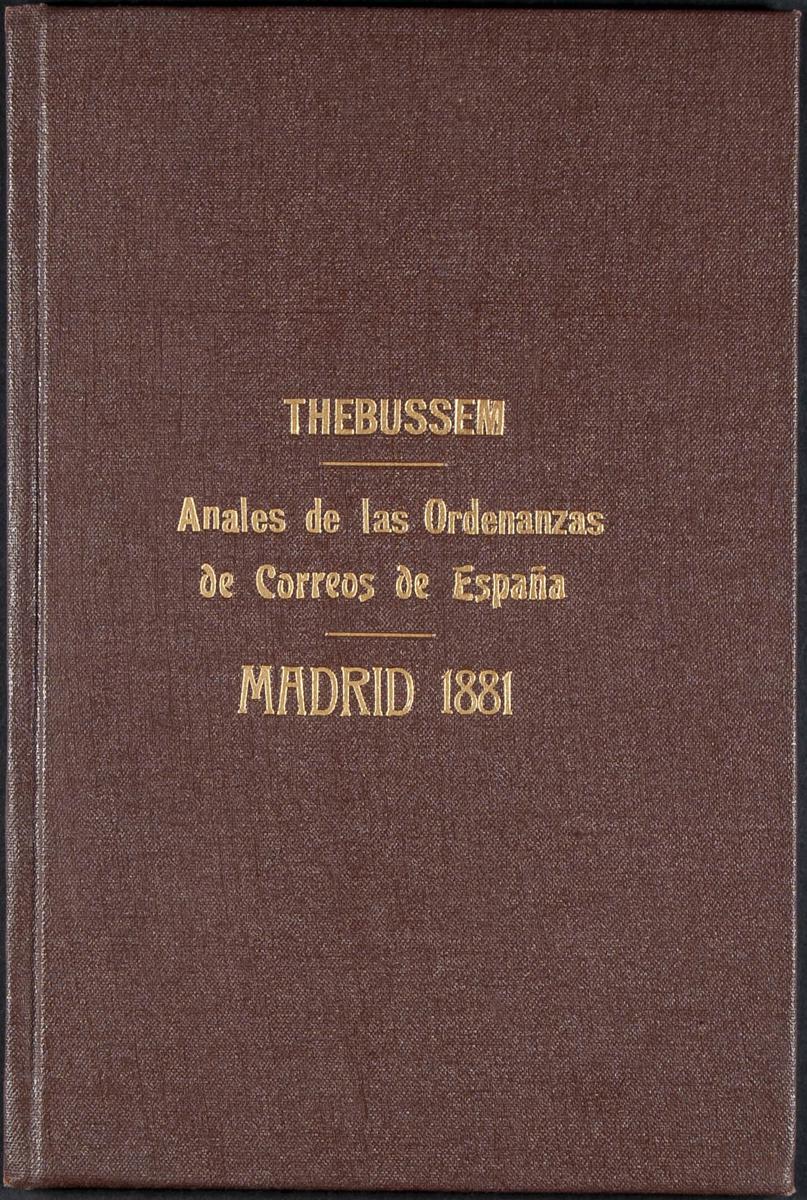 THEBUSSEM
Anales de las Ordenanzas
de Correos de España
MADRID 1881